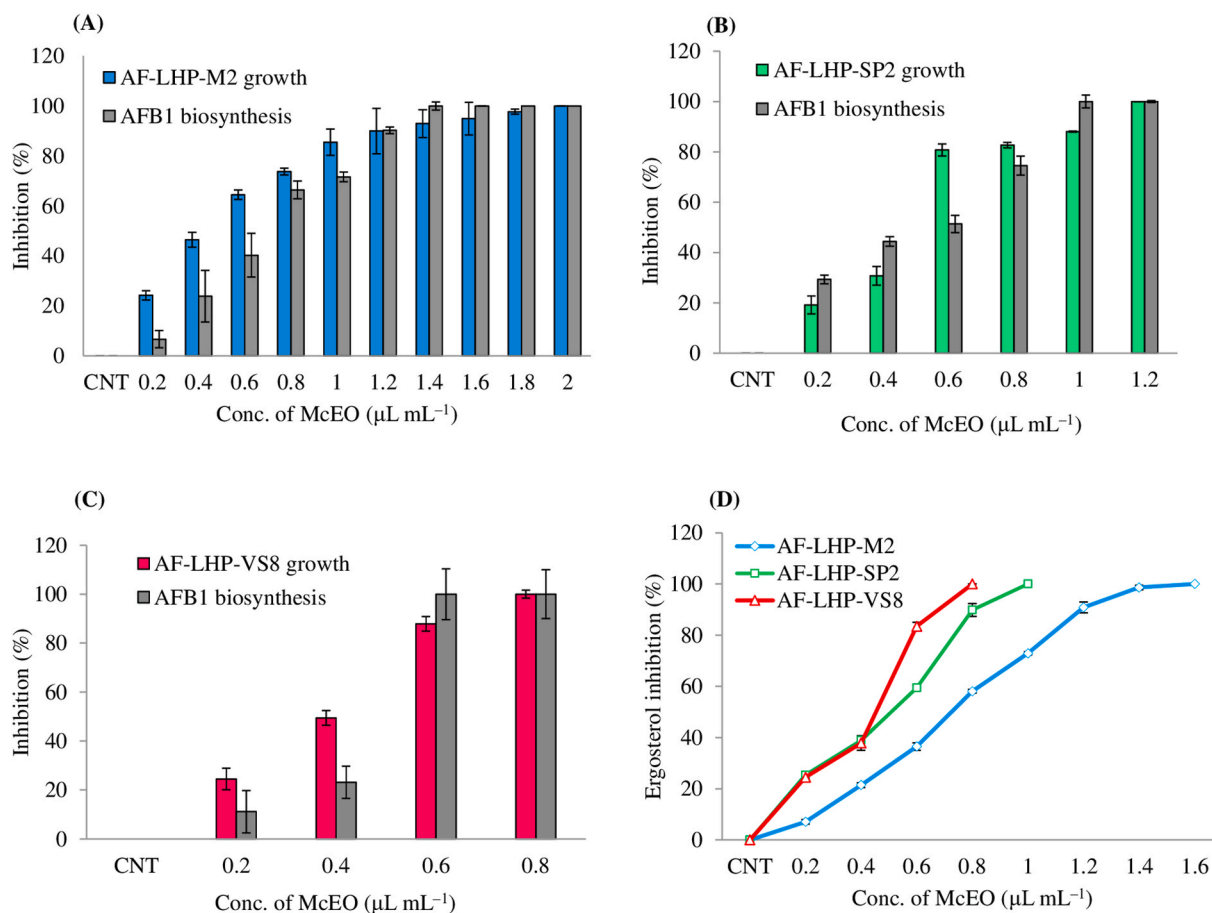 (A)
120
100
80
60
40
20
0
Inhibition (%)
AF-LHP-M2 growth
AFB1 biosynthesis
CNT 0.2 0.4 0.6 0.8 1 1.2 1.4 1.6 1.8 2
Conc. of McEO (μL mL⁻¹)
(B)
120
100
80
60
40
20
0
Inhibition (%)
AF-LHP-SP2 growth
AFB1 biosynthesis
CNT 0.2 0.4 0.6 0.8 1 1.2
Conc. of McEO (μL mL⁻¹)
(C)
120
100
80
60
40
20
0
Inhibition (%)
AF-LHP-VS8 growth
AFB1 biosynthesis
CNT 0.2 0.4 0.6 0.8
Conc. of McEO (μL mL⁻¹)
(D)
120
100
80
60
40
20
0
Ergosterol inhibition (%)
AF-LHP-M2
AF-LHP-SP2
AF-LHP-VS8
CNT 0.2 0.4 0.6 0.8 1 1.2 1.4 1.6
Conc. of McEO (μL mL⁻¹)